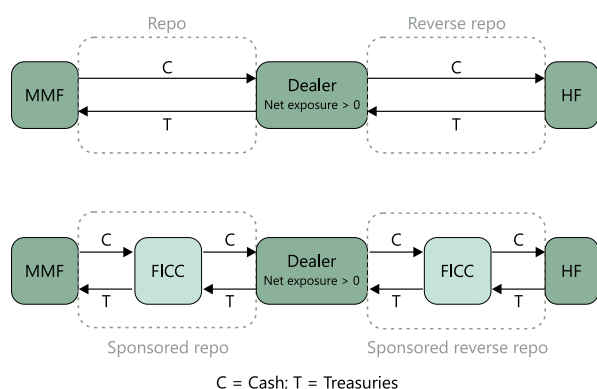 Repo
Reverse repo
MMF
C
T
Dealer
Net exposure > 0
C
T
HF
MMF
C
T
FICC
C
T
Dealer
Net exposure > 0
C
T
FICC
C
T
HF
Sponsored repo
Sponsored reverse repo
C = Cash; T = Treasuries